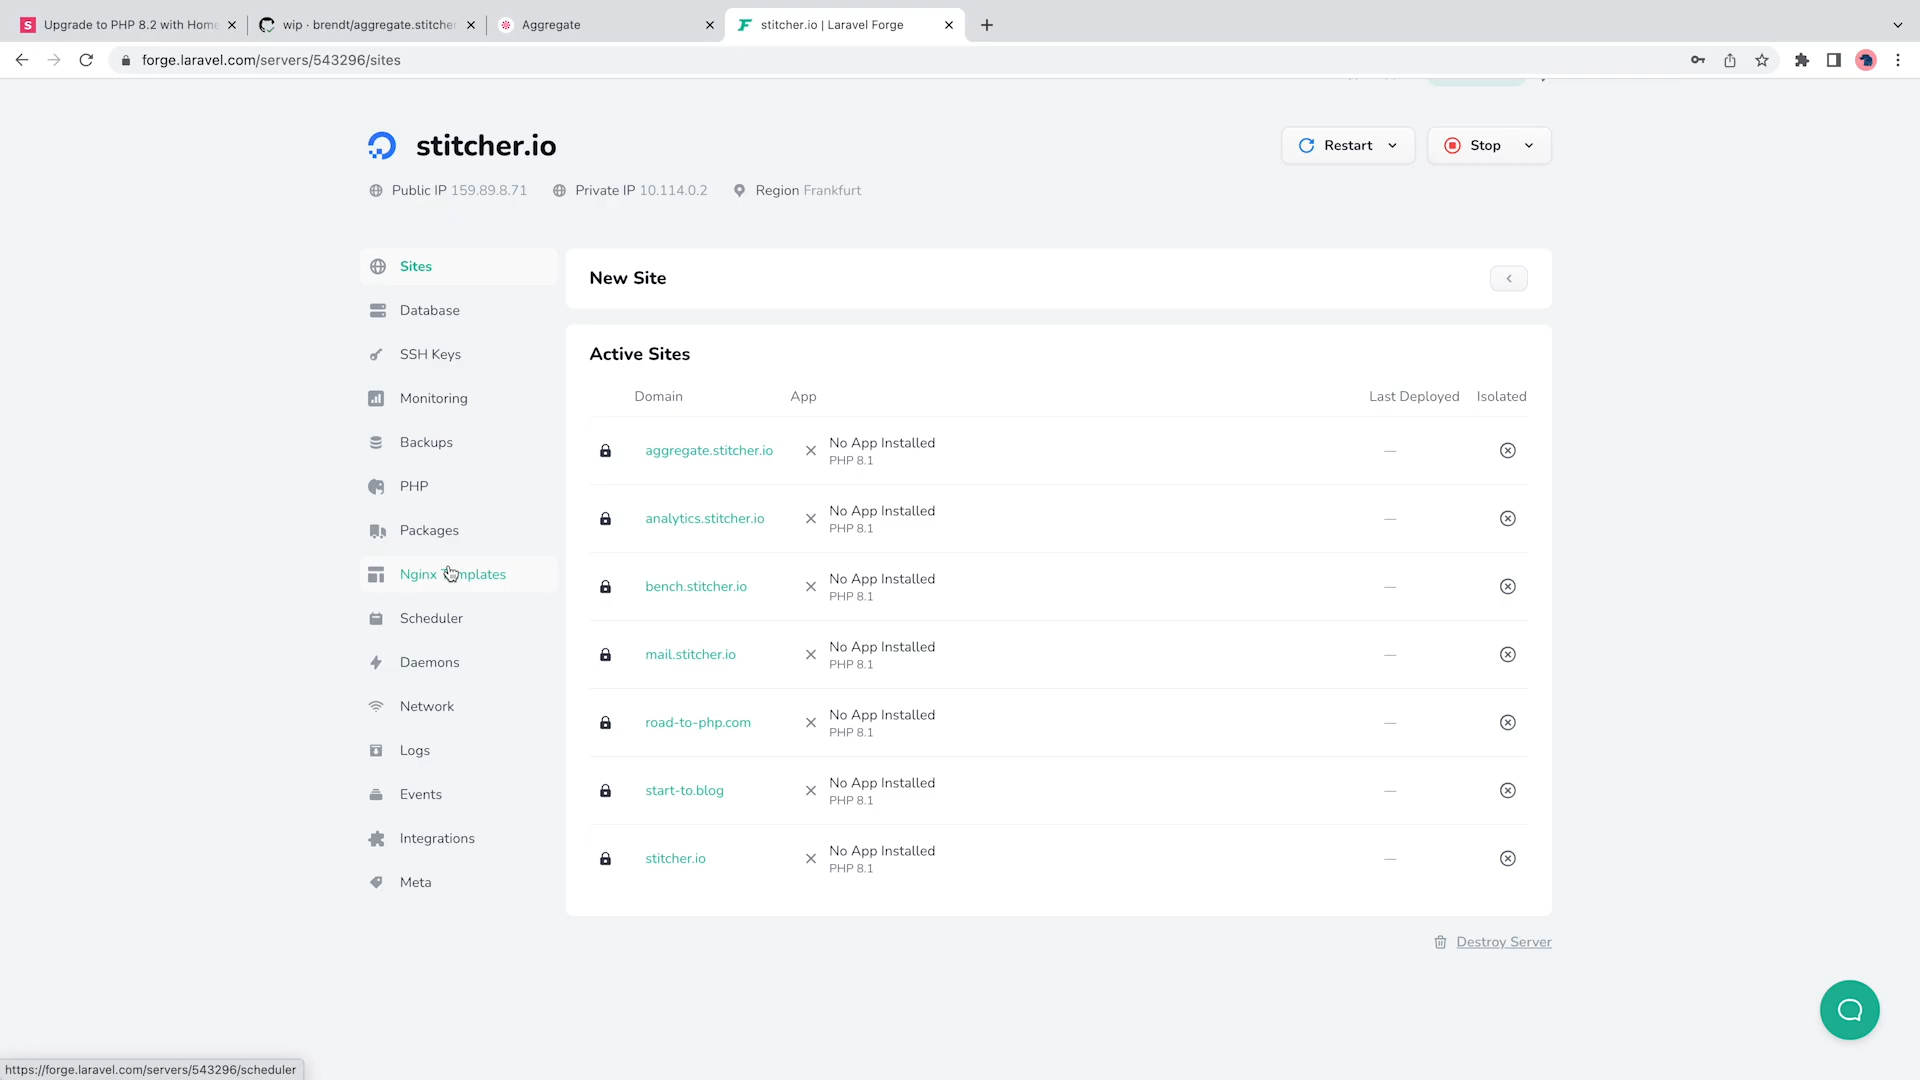 Upgrade to PHP 8.2 with Home
wip · brendt/aggregate.stitcher
Aggregate
stitcher.io | Laravel Forge
forge.laravel.com/servers/543296/sites
stitcher.io
Restart
Stop
Public IP 159.89.8.71
Private IP 10.114.0.2
Region Frankfurt
Sites
Database
SSH Keys
Monitoring
Backups
PHP
Packages
Nginx Templates
Scheduler
Daemons
Network
Logs
Events
Integrations
Meta
New Site
Active Sites
Domain App Last Deployed Isolated
aggregate.stitcher.io No App Installed —
PHP 8.1
analytics.stitcher.io No App Installed —
PHP 8.1
bench.stitcher.io No App Installed —
PHP 8.1
mail.stitcher.io No App Installed —
PHP 8.1
road-to-php.com No App Installed —
PHP 8.1
start-to.blog No App Installed —
PHP 8.1
stitcher.io No App Installed —
PHP 8.1
Destroy Server
https://forge.laravel.com/servers/543296/scheduler